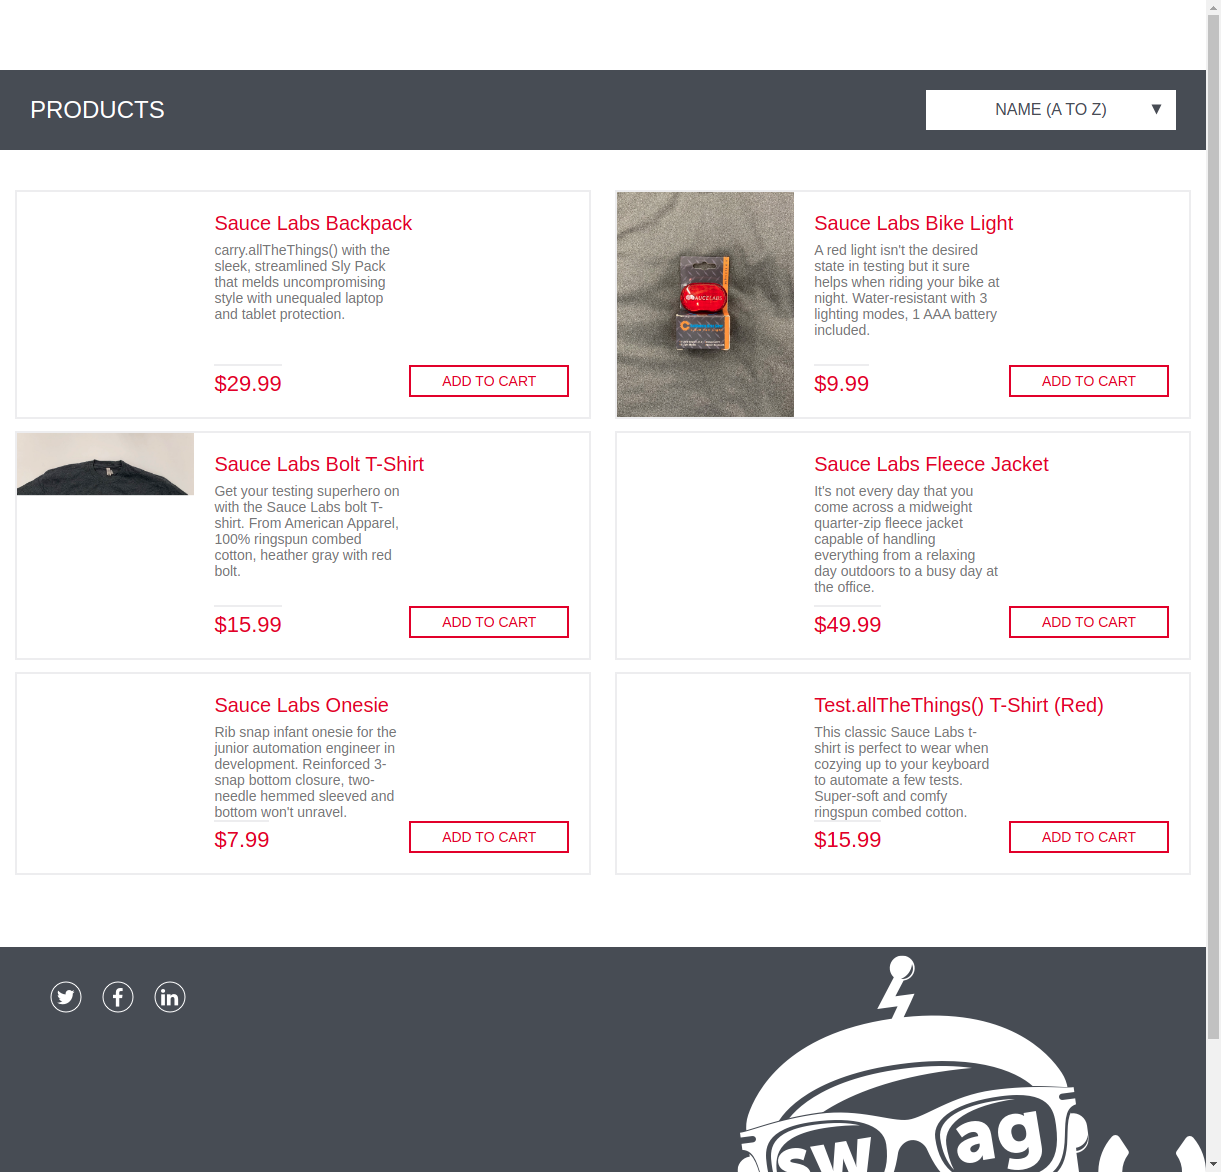 PRODUCTS
NAME (A TO Z) ▼
Sauce Labs Backpack
carry.allTheThings() with the
sleek, streamlined Sly Pack
that melds uncompromising
style with unequaled laptop
and tablet protection.
$29.99
ADD TO CART
Sauce Labs Bike Light
A red light isn't the desired
state in testing but it sure
helps when riding your bike at
night. Water-resistant with 3
lighting modes, 1 AAA battery
included.
$9.99
ADD TO CART
SAUCELABS
Sauce Labs Bolt T-Shirt
Get your testing superhero on
with the Sauce Labs bolt T-
shirt. From American Apparel,
100% ringspun combed
cotton, heather gray with red
bolt.
$15.99
ADD TO CART
Sauce Labs Fleece Jacket
It's not every day that you
come across a midweight
quarter-zip fleece jacket
capable of handling
everything from a relaxing
day outdoors to a busy day at
the office.
$49.99
ADD TO CART
Sauce Labs Onesie
Rib snap infant onesie for the
junior automation engineer in
development. Reinforced 3-
snap bottom closure, two-
needle hemmed sleeved and
bottom won't unravel.
$7.99
ADD TO CART
Test.allTheThings() T-Shirt (Red)
This classic Sauce Labs t-
shirt is perfect to wear when
cozying up to your keyboard
to automate a few tests.
Super-soft and comfy
ringspun combed cotton.
$15.99
ADD TO CART
sw ag